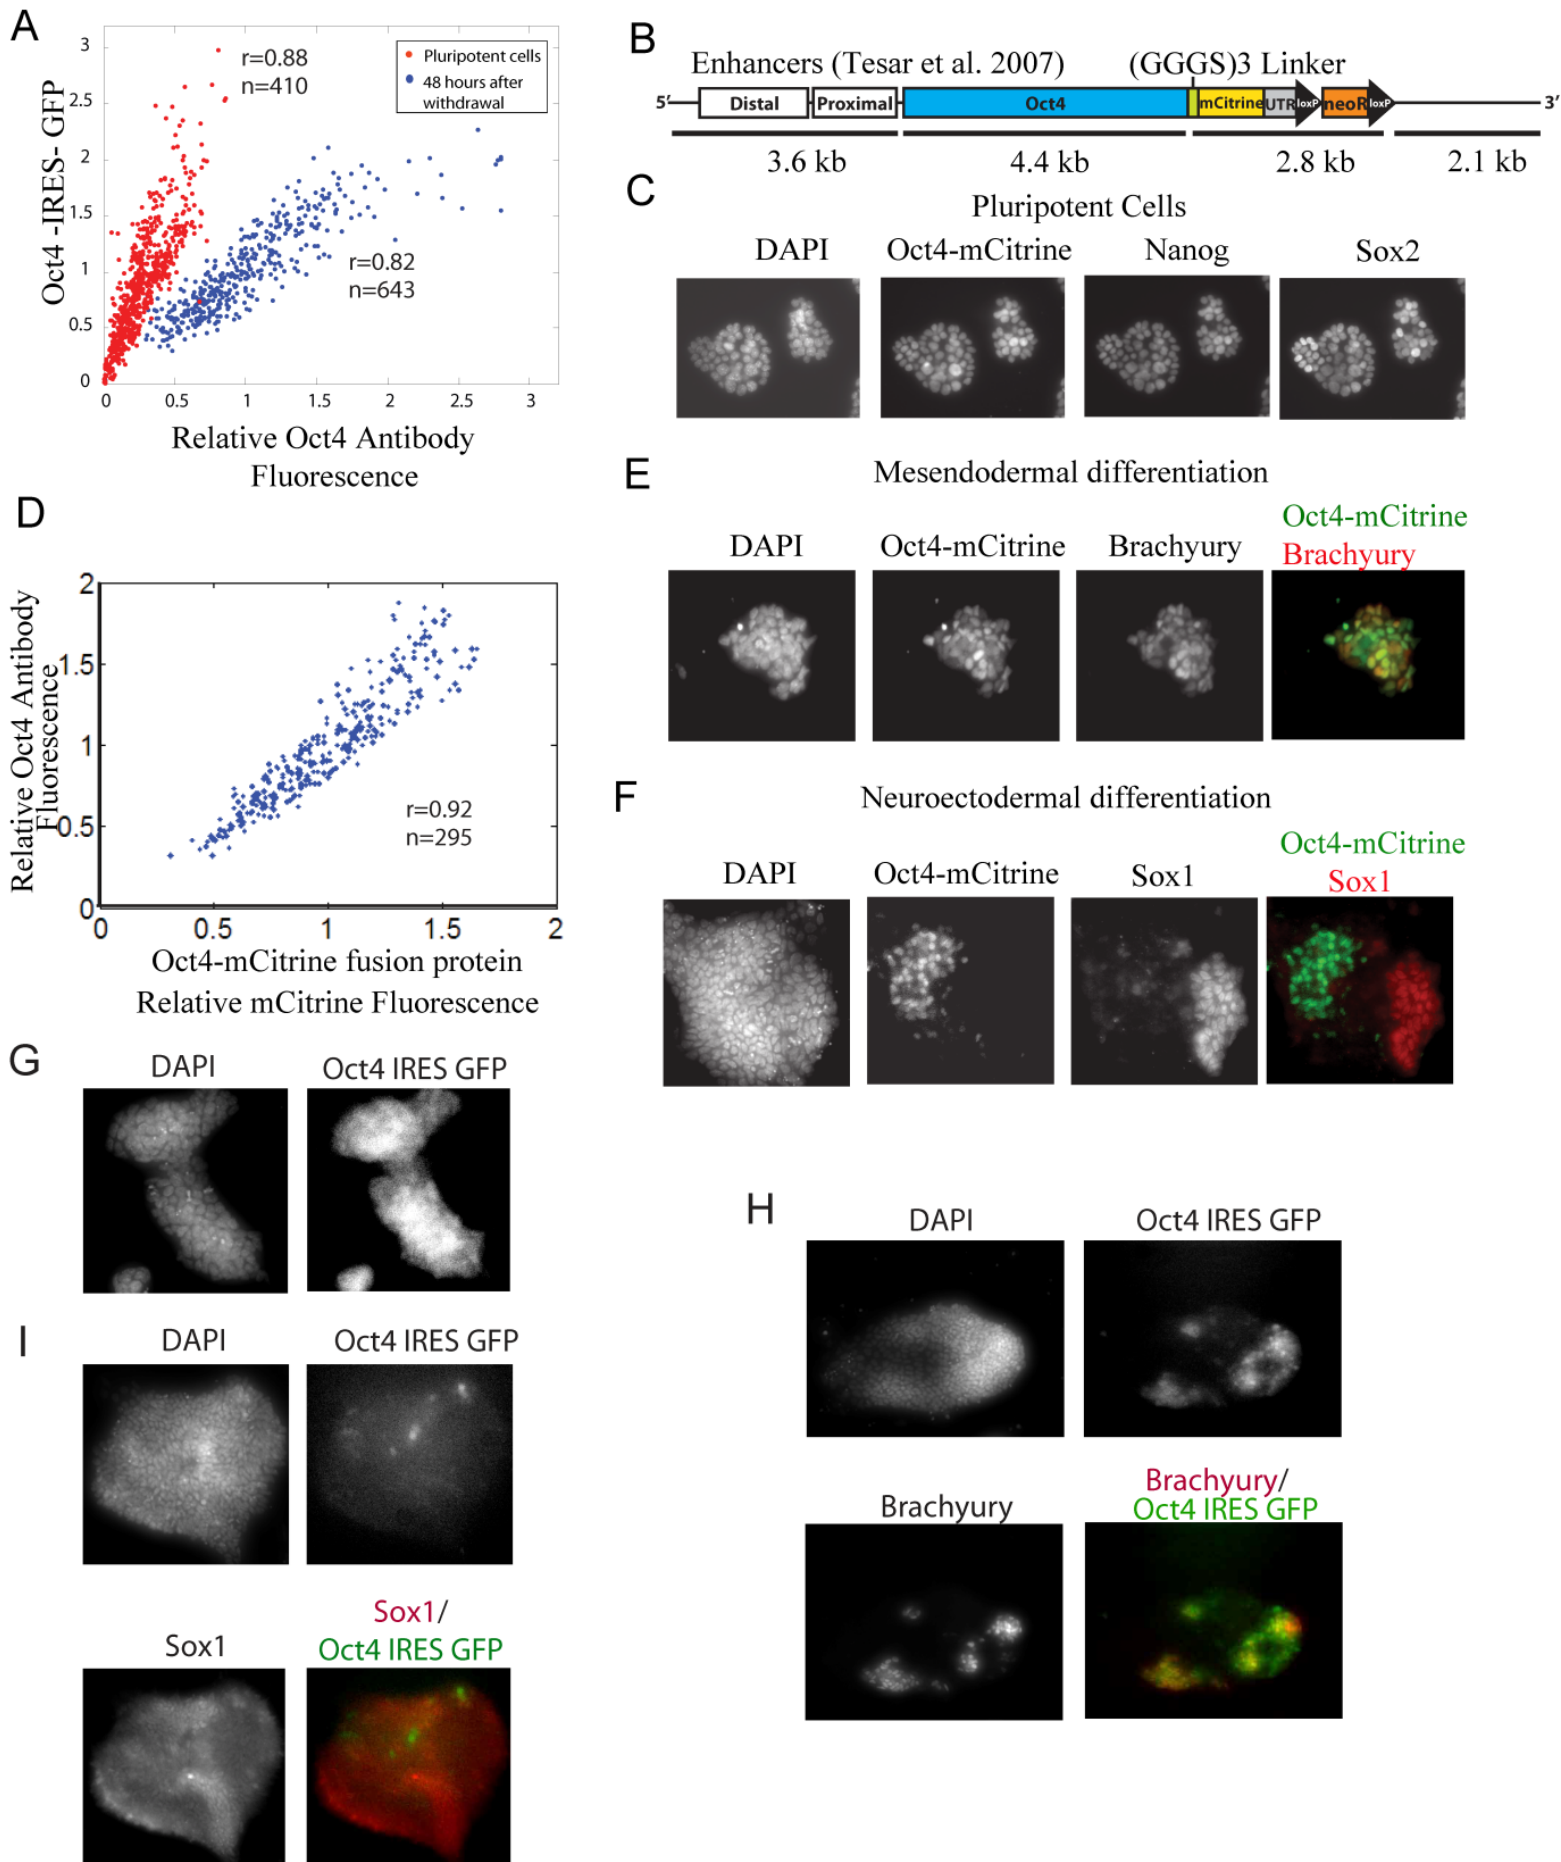 A
Oct4 -IRES- GFP
3
2.5
2
1.5
1
0.5
0
0 0.5 1 1.5 2 2.5 3
r=0.88
n=410
Pluripotent cells
48 hours after
withdrawal
r=0.82
n=643
Relative Oct4 Antibody
Fluorescence
B
Enhancers (Tesar et al. 2007) (GGGS)3 Linker
5′ Distal Proximal Oct4 mCitrine UTR loxP neoR loxP 3′
3.6 kb 4.4 kb 2.8 kb 2.1 kb
C
Pluripotent Cells
DAPI Oct4-mCitrine Nanog Sox2
D
Relative Oct4 Antibody
Fluorescence
2
1.5
1
0.5
0
0 0.5 1 1.5 2
r=0.92
n=295
Oct4-mCitrine fusion protein
Relative mCitrine Fluorescence
E
Mesendodermal differentiation
DAPI Oct4-mCitrine Brachyury
Oct4-mCitrine
Brachyury
F
Neuroectodermal differentiation
DAPI Oct4-mCitrine Sox1
Oct4-mCitrine
Sox1
G
DAPI Oct4 IRES GFP
H
DAPI Oct4 IRES GFP
Brachyury
Brachyury/
Oct4 IRES GFP
I
DAPI Oct4 IRES GFP
Sox1
Sox1/
Oct4 IRES GFP